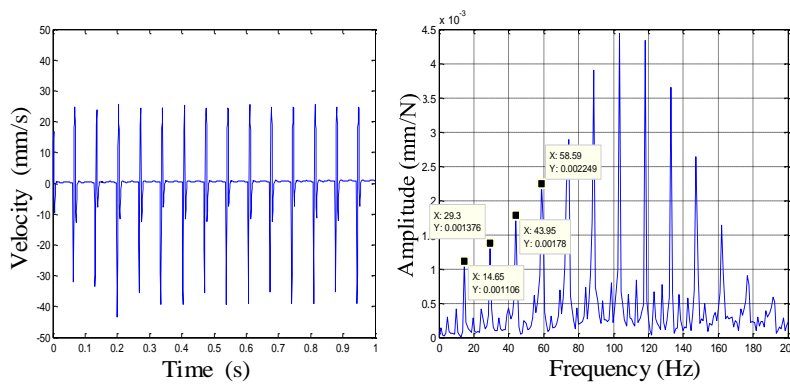 50
40
30
20
10
0
-10
-20
-30
-40
-50
Velocity (mm/s)
0 0.1 0.2 0.3 0.4 0.5 0.6 0.7 0.8 0.9 1
Time (s)
x 10⁻³
4.5
4
3.5
3
2.5
2
1.5
1
0.5
0
Amplitude (mm/N)
X: 58.59
Y: 0.002249
X: 29.3
Y: 0.001376
X: 43.95
Y: 0.00178
X: 14.65
Y: 0.001106
0 20 40 60 80 100 120 140 160 180 200
Frequency (Hz)